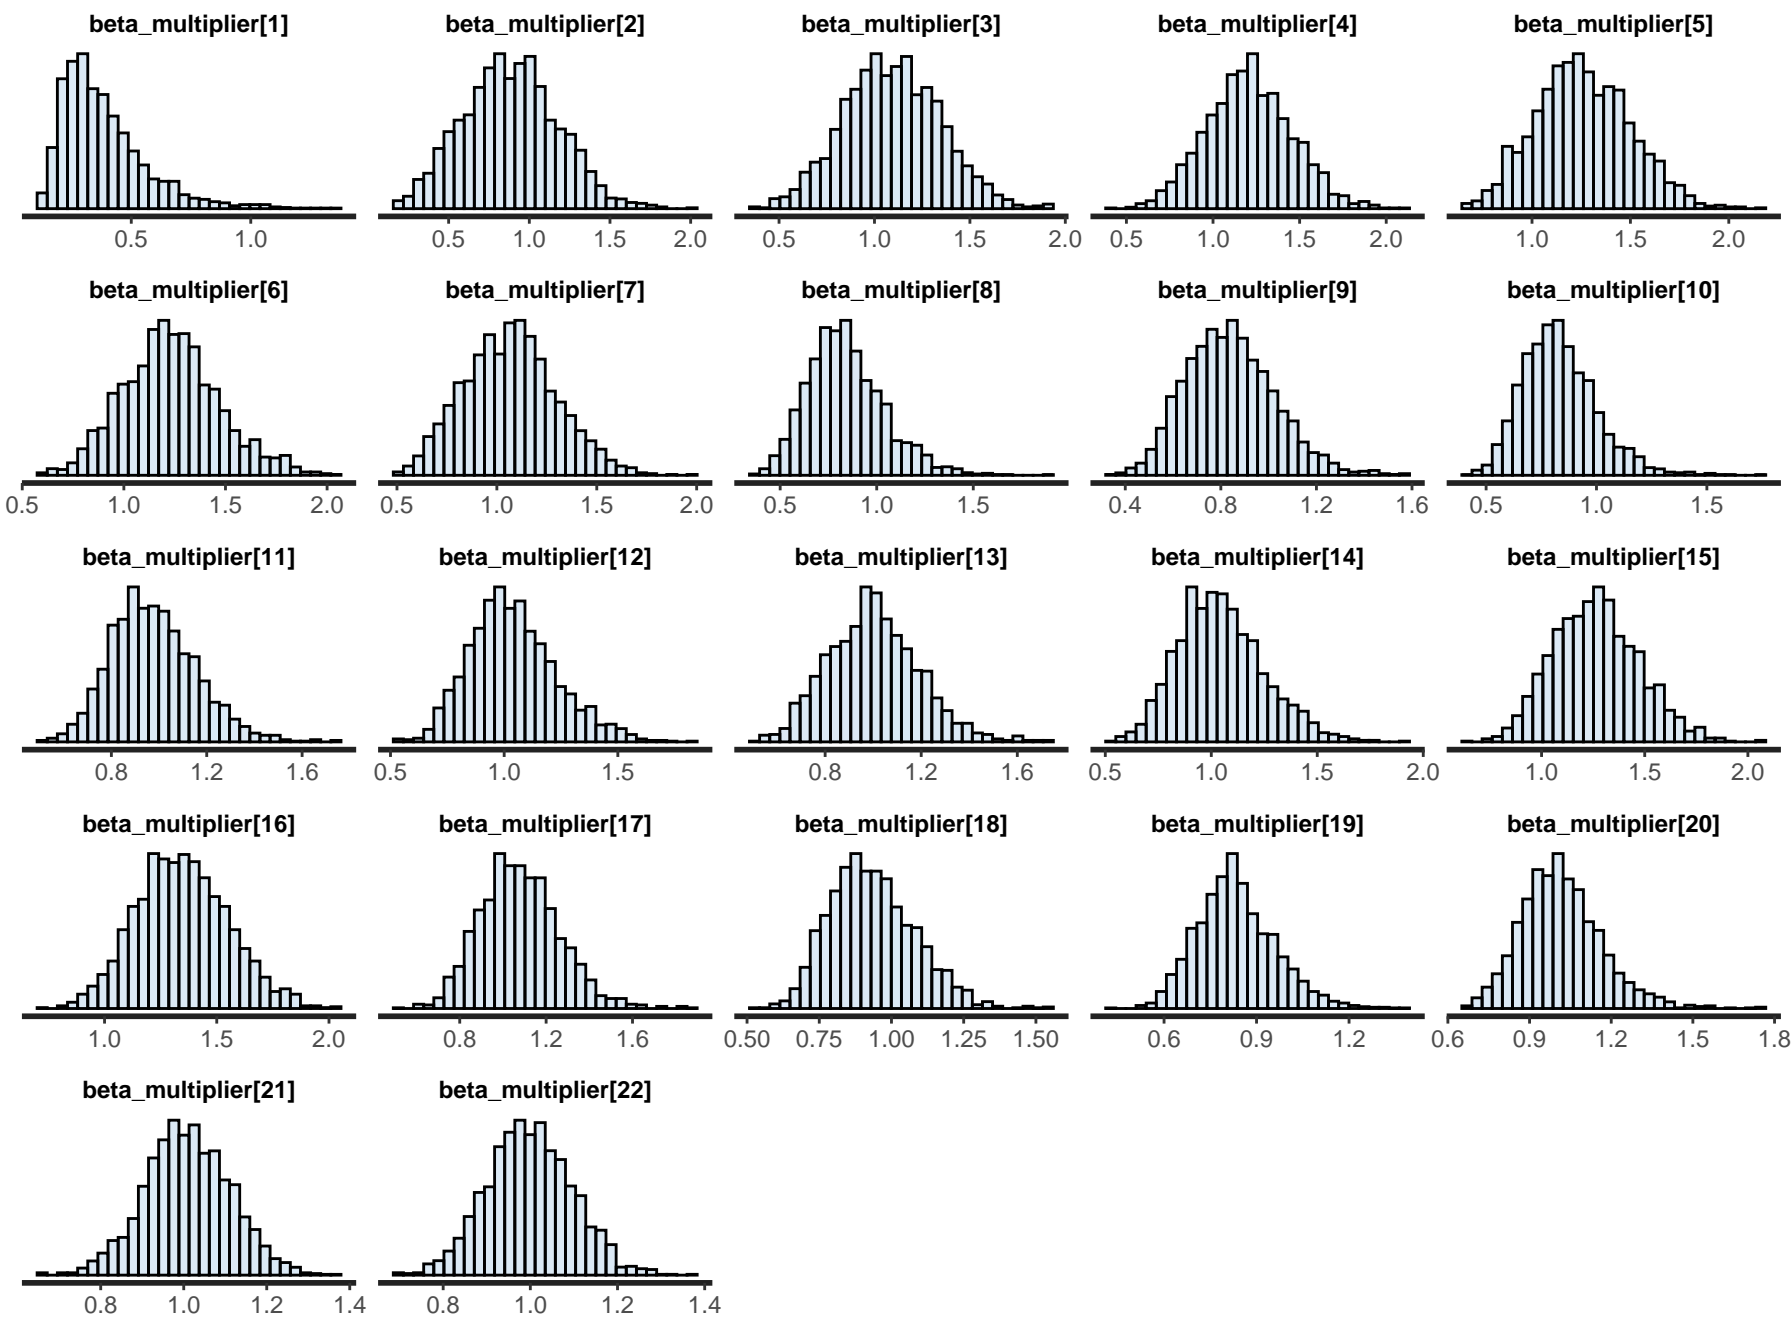 beta_multiplier[1] beta_multiplier[2] beta_multiplier[3] beta_multiplier[4] beta_multiplier[5]
0.5 1.0 0.5 1.0 1.5 2.0 0.5 1.0 1.5 2.0 0.5 1.0 1.5 2.0 1.0 1.5 2.0
beta_multiplier[6] beta_multiplier[7] beta_multiplier[8] beta_multiplier[9] beta_multiplier[10]
0.5 1.0 1.5 2.0 0.5 1.0 1.5 2.0 0.5 1.0 1.5 0.4 0.8 1.2 1.6 0.5 1.0 1.5
beta_multiplier[11] beta_multiplier[12] beta_multiplier[13] beta_multiplier[14] beta_multiplier[15]
0.8 1.2 1.6 0.5 1.0 1.5 0.8 1.2 1.6 0.5 1.0 1.5 2.0 1.0 1.5 2.0
beta_multiplier[16] beta_multiplier[17] beta_multiplier[18] beta_multiplier[19] beta_multiplier[20]
1.0 1.5 2.0 0.8 1.2 1.6 0.50 0.75 1.00 1.25 1.50 0.6 0.9 1.2 0.6 0.9 1.2 1.5 1.8
beta_multiplier[21] beta_multiplier[22]
0.8 1.0 1.2 1.4 0.8 1.0 1.2 1.4